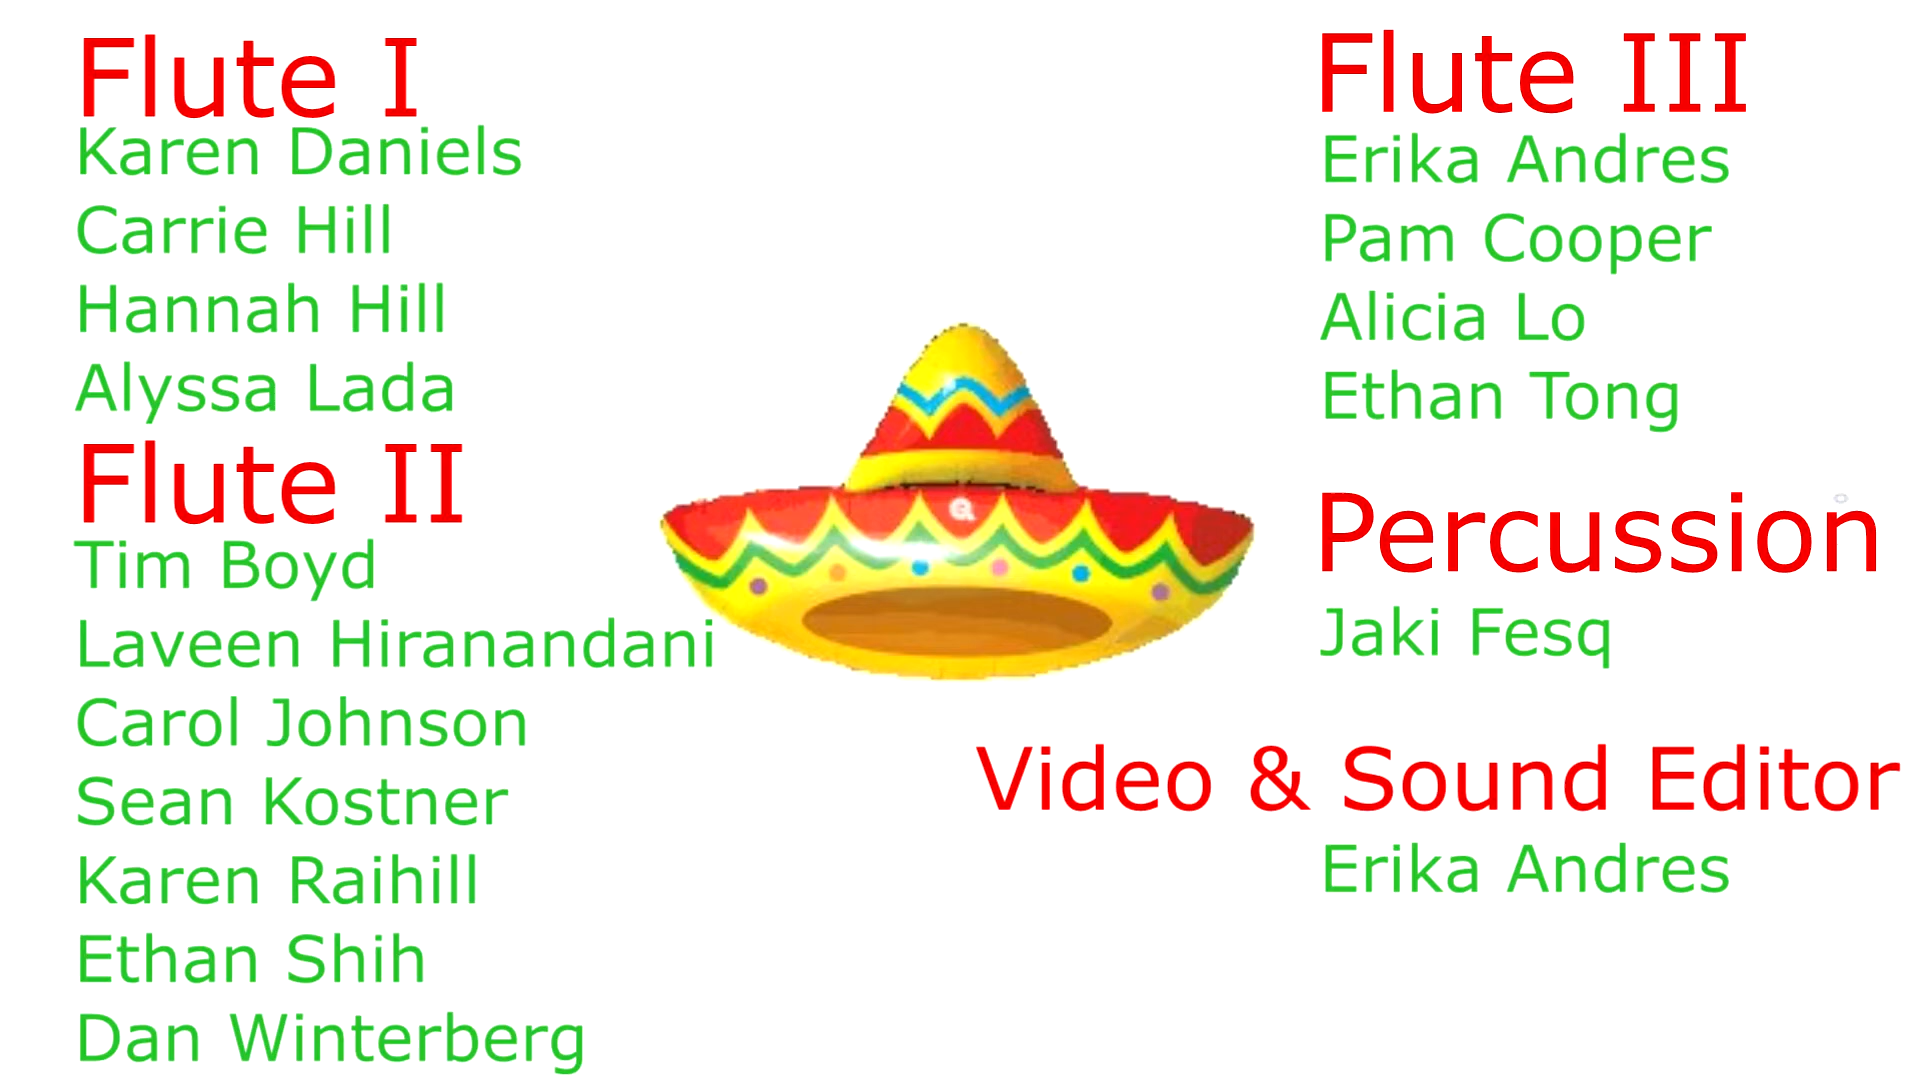 Flute I
Karen Daniels
Carrie Hill
Hannah Hill
Alyssa Lada
Flute II
Tim Boyd
Laveen Hiranandani
Carol Johnson
Sean Kostner
Karen Raihill
Ethan Shih
Dan Winterberg
Flute III
Erika Andres
Pam Cooper
Alicia Lo
Ethan Tong
Percussion
Jaki Fesq
Video & Sound Editor
Erika Andres